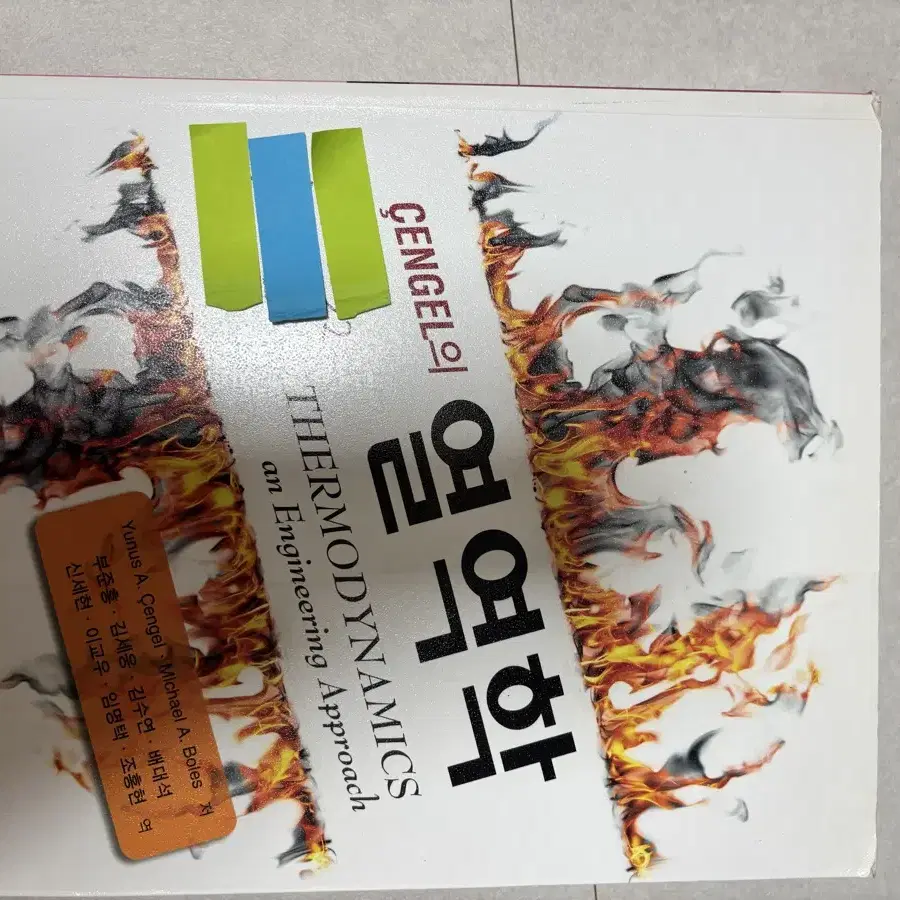 ÇENGEL의
열역학
THERMODYNAMICS
an Engineering Approach
Yunus A. Çengel · Michael A. Boles 저
부준홍 · 김세웅 · 김수연 · 배대석
신세현 · 이교우 · 임영택 · 조홍현 역